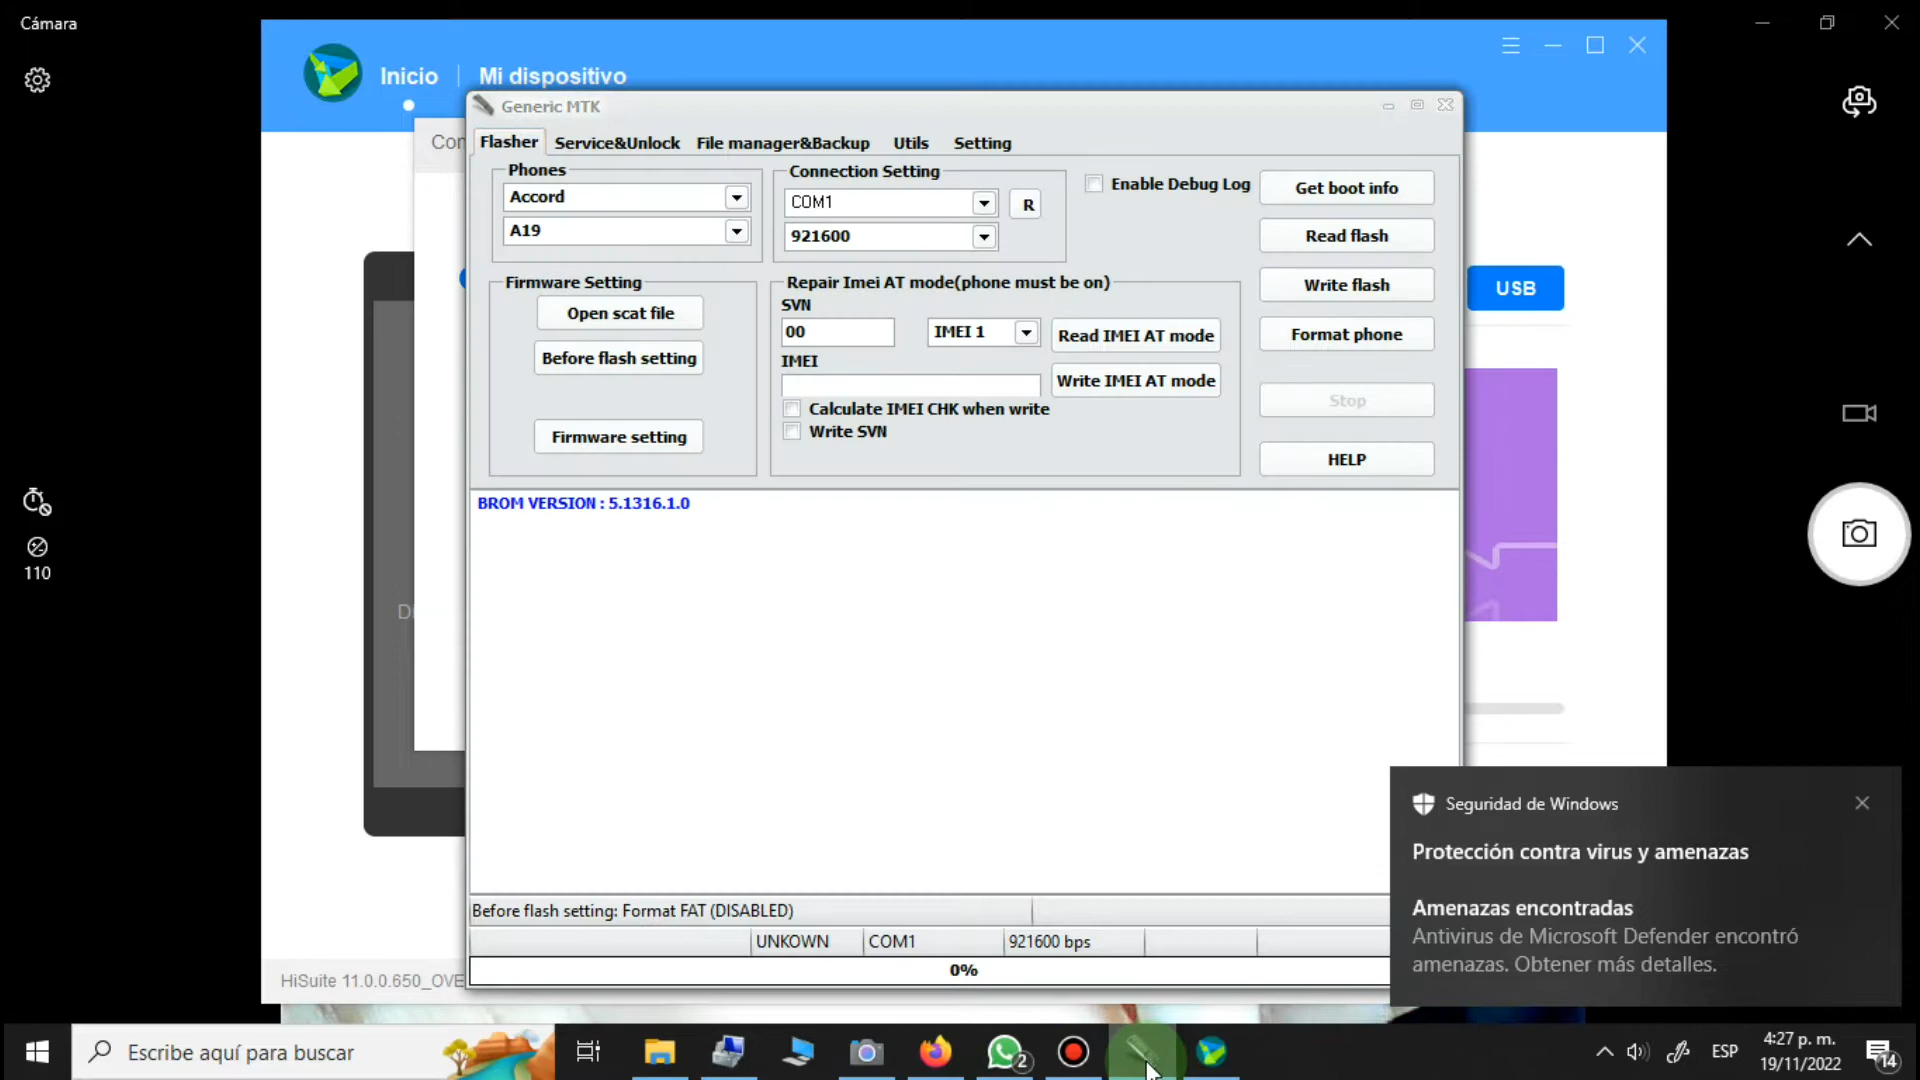 Cámara
Inicio
Mi dispositivo
Generic MTK
Con
Flasher
Service&Unlock
File manager&Backup
Utils
Setting
Phones
Accord
A19
Connection Setting
COM1
R
921600
Enable Debug Log
Get boot info
Read flash
Write flash
Format phone
Stop
HELP
USB
Firmware Setting
Open scat file
Before flash setting
Firmware setting
Repair Imei AT mode(phone must be on)
SVN
00
IMEI 1
Read IMEI AT mode
IMEI
Write IMEI AT mode
Calculate IMEI CHK when write
Write SVN
BROM VERSION : 5.1316.1.0
110
Before flash setting: Format FAT (DISABLED)
UNKOWN
COM1
921600 bps
0%
HiSuite 11.0.0.650_OVE
Seguridad de Windows
Protección contra virus y amenazas
Amenazas encontradas
Antivirus de Microsoft Defender encontró
amenazas. Obtener más detalles.
Escribe aquí para buscar
2
ESP
4:27 p. m.
19/11/2022
14